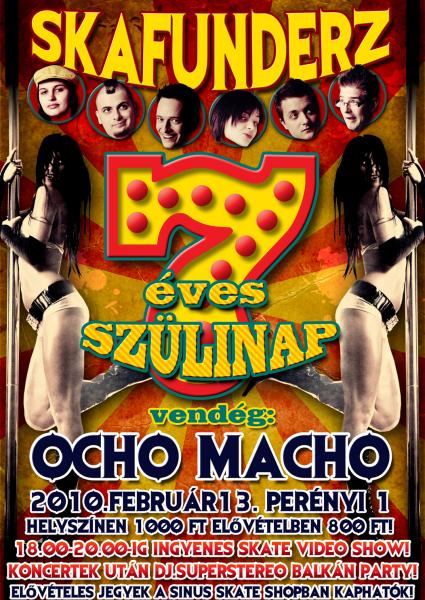 SKAFUNDERZ
7
éves
SZÜLINAP
vendég:
OCHO MACHO
2010.FEBRUÁR13. PERÉNYI 1
HELYSZÍNEN 1000 FT ELŐVÉTELBEN 800 FT!
18.00-20.00-IG INGYENES SKATE VIDEO SHOW!
KONCERTEK UTÁN DJ.SUPERSTEREO BALKÁN PARTY!
ELŐVÉTELES JEGYEK A SINUS SKATE SHOPBAN KAPHATÓK!